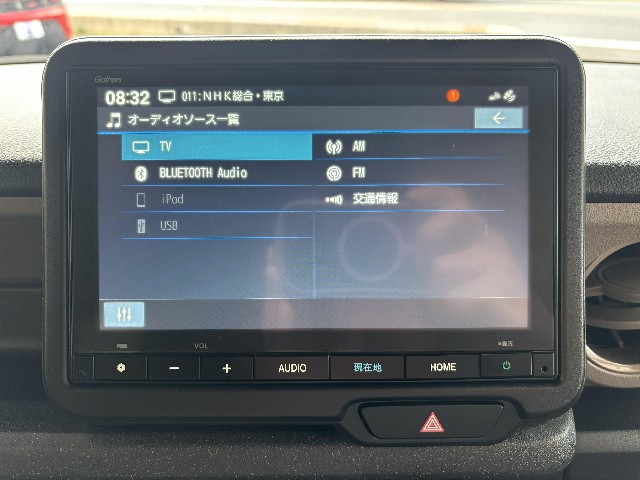 Gathers
08:32 011:NHK総合・東京 1
オーディオソース一覧
TV AM
BLUETOOTH Audio FM
iPod 交通情報
USB
VOL
− + AUDIO 現在地 HOME